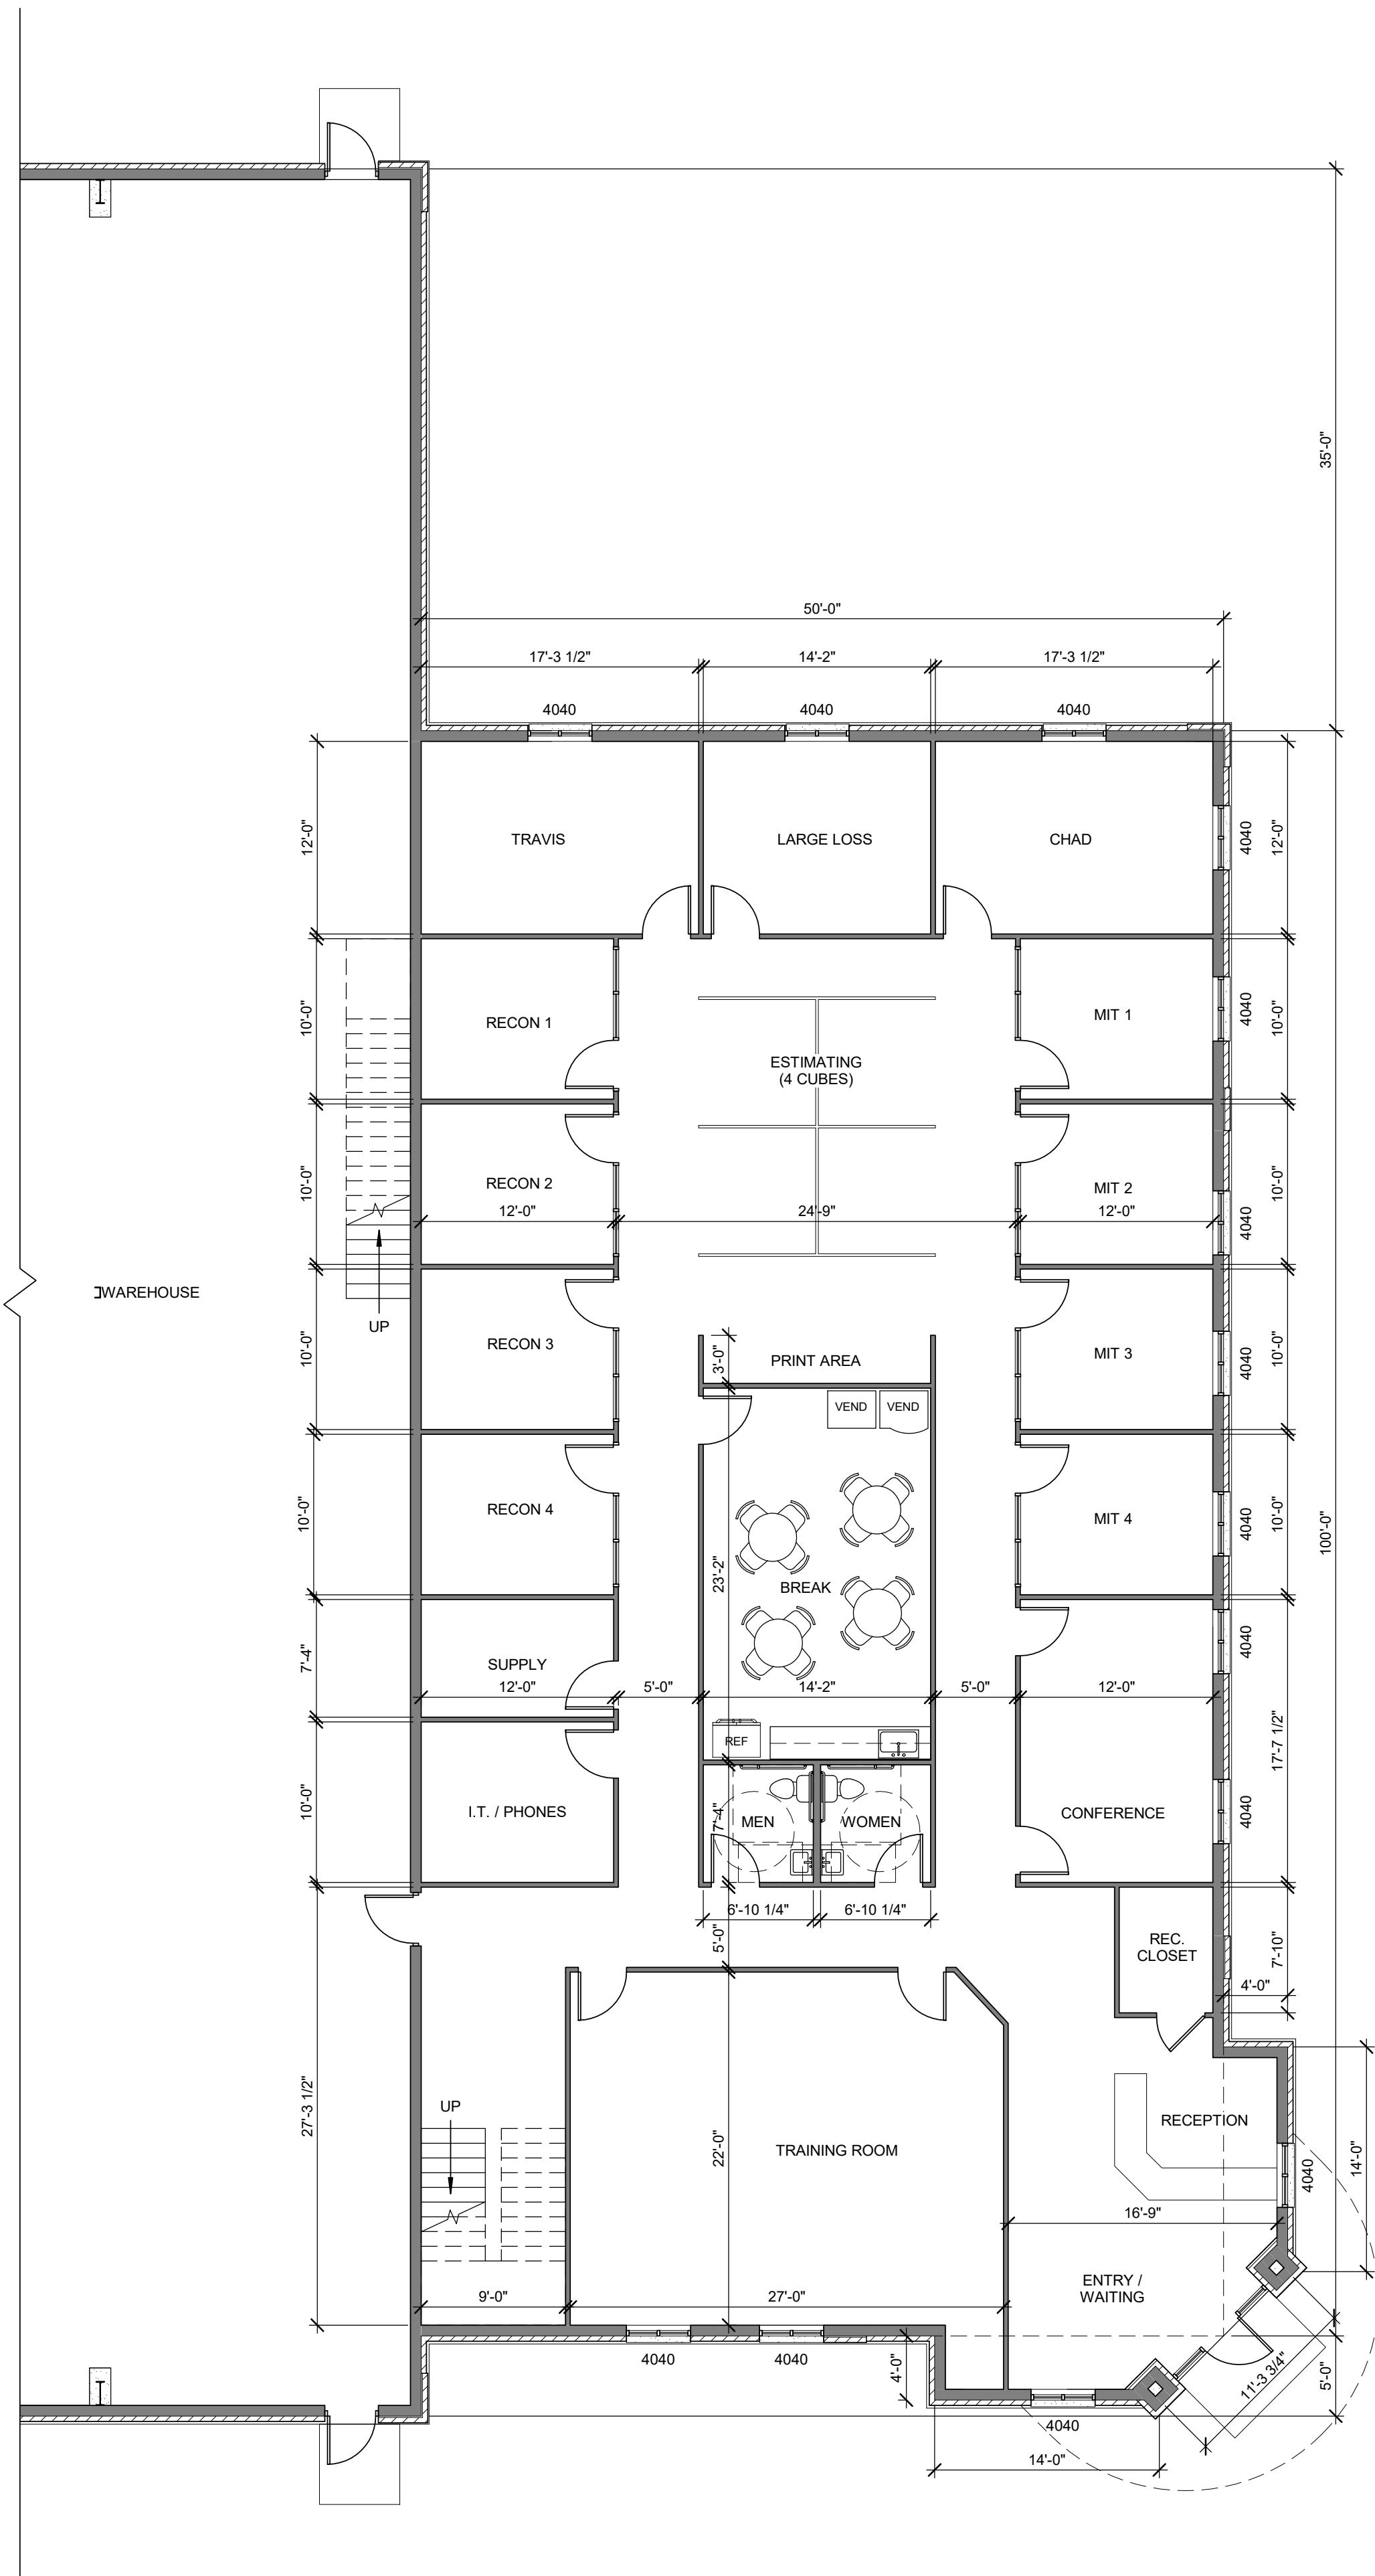 35'-0"
50'-0"
17'-3 1/2"
14'-2"
17'-3 1/2"
4040
4040
4040
12'-0"
TRAVIS
LARGE LOSS
CHAD
4040
12'-0"
10'-0"
RECON 1
ESTIMATING
(4 CUBES)
MIT 1
4040
10'-0"
10'-0"
RECON 2
12'-0"
24'-9"
MIT 2
12'-0"
4040
10'-0"
WAREHOUSE
UP
10'-0"
RECON 3
3'-0"
PRINT AREA
MIT 3
4040
10'-0"
VEND
VEND
10'-0"
RECON 4
23'-2"
BREAK
MIT 4
4040
10'-0"
100'-0"
7'-4"
SUPPLY
12'-0"
5'-0"
14'-2"
5'-0"
12'-0"
4040
17'-7 1/2"
REF
10'-0"
I.T. / PHONES
7'-4"
MEN
WOMEN
CONFERENCE
4040
6'-10 1/4"
6'-10 1/4"
5'-0"
REC.
CLOSET
7'-10"
4'-0"
27'-3 1/2"
UP
22'-0"
TRAINING ROOM
RECEPTION
4040
14'-0"
16'-9"
9'-0"
27'-0"
ENTRY /
WAITING
4040
4040
4'-0"
11'-3 3/4"
5'-0"
4040
14'-0"